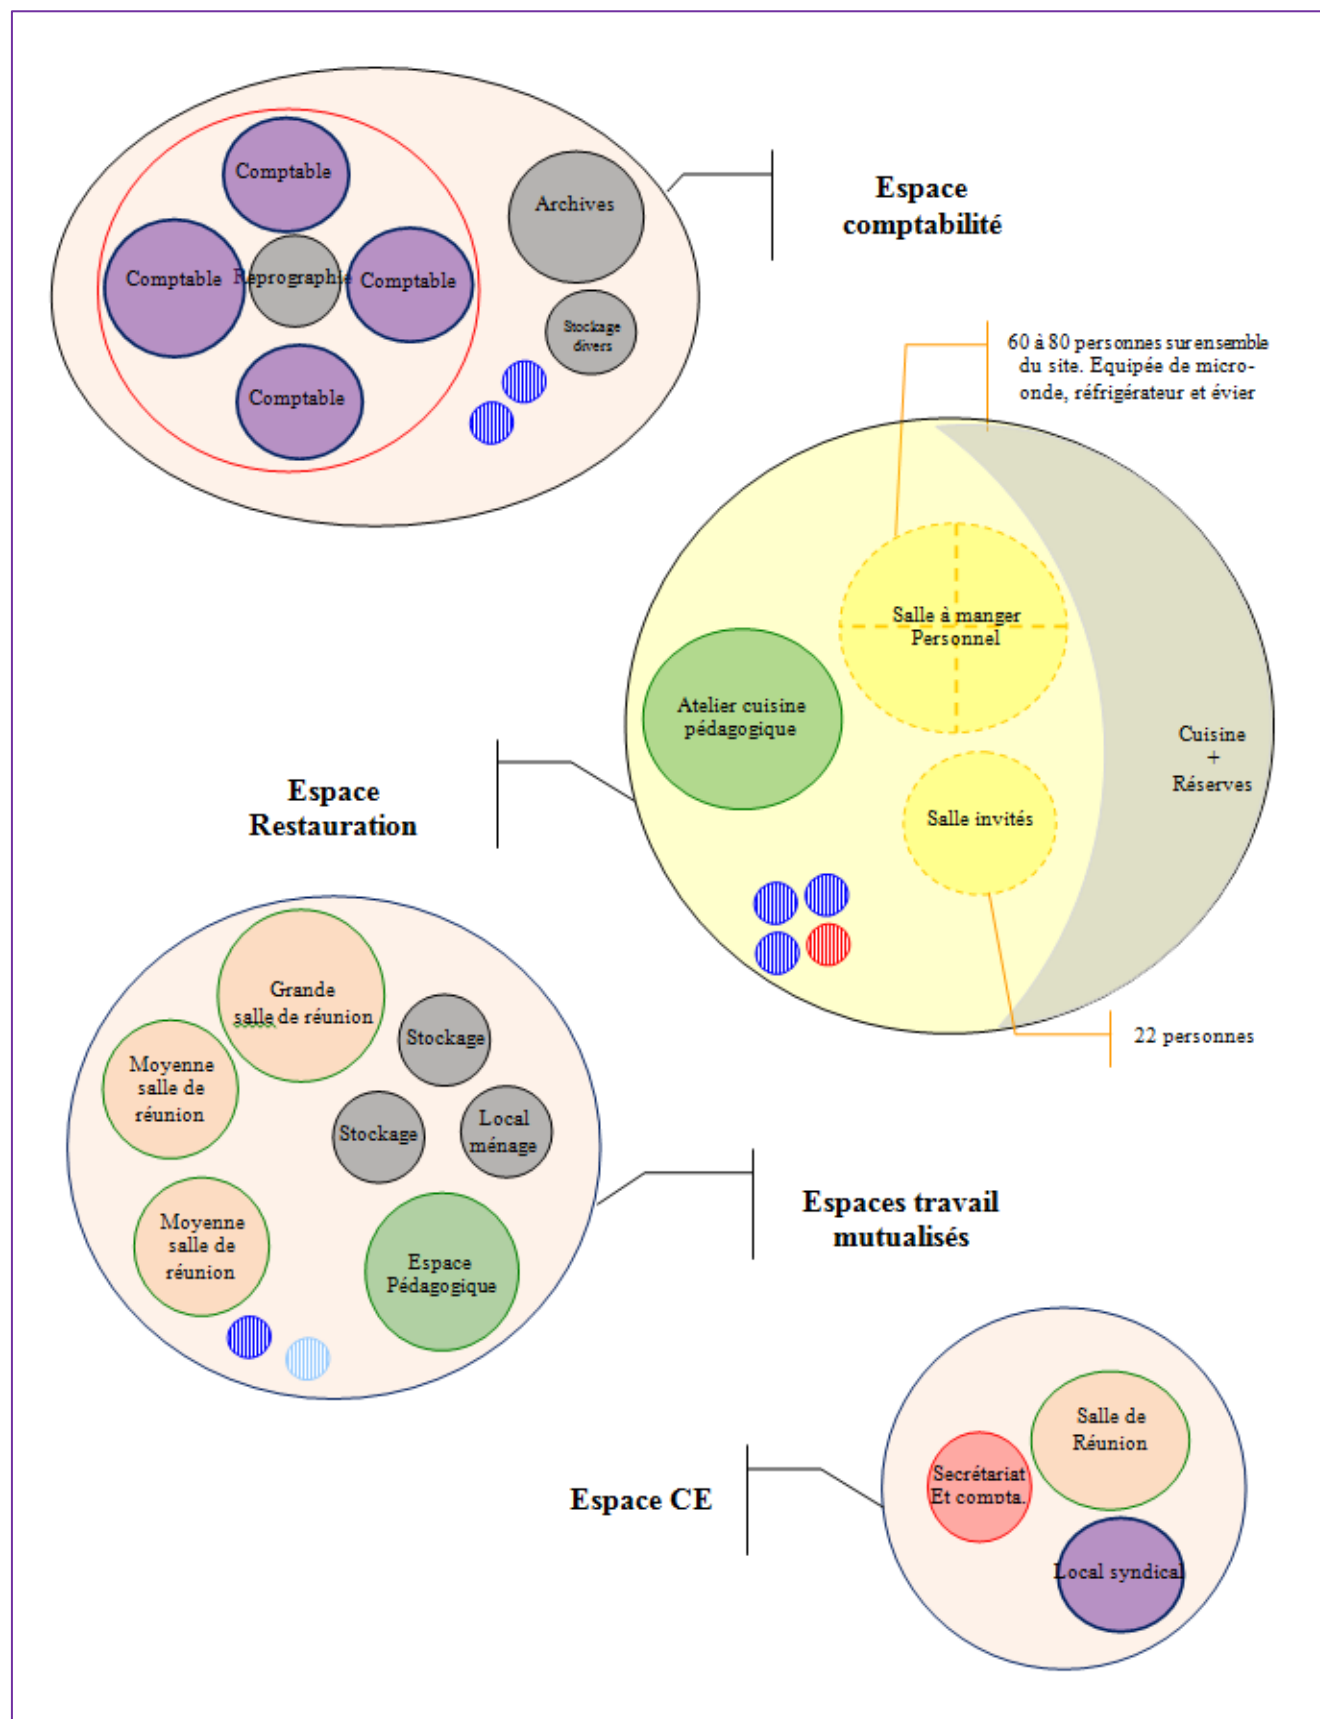 Comptable
Comptable
Reprographie
Comptable
Comptable
Archives
Stockage
divers
Espace
comptabilité
60 à 80 personnes sur ensemble
du site. Equipée de micro-
onde, réfrigérateur et évier
Salle à manger
Personnel
Atelier cuisine
pédagogique
Cuisine
+
Réserves
Salle invités
22 personnes
Espace
Restauration
Grande
salle de réunion
Moyenne
salle de
réunion
Stockage
Stockage
Local
ménage
Moyenne
salle de
réunion
Espace
Pédagogique
Espaces travail
mutualisés
Espace CE
Salle de
Réunion
Secrétariat
Et compta.
Local syndical